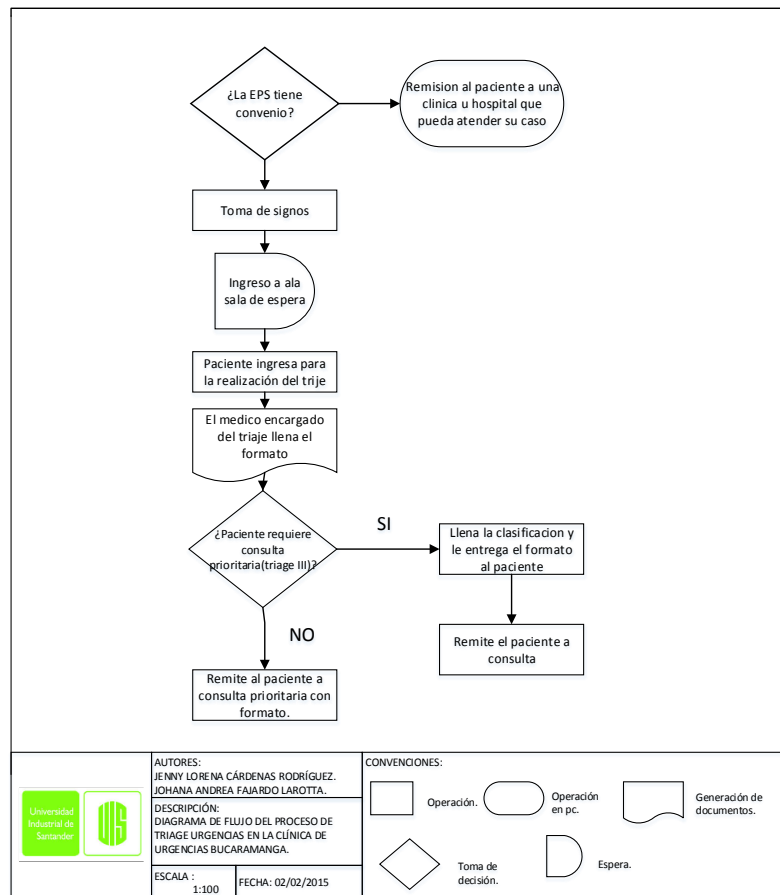 ¿La EPS tiene
convenio?
Remision al paciente a una
clinica u hospital que
pueda atender su caso
Toma de signos
Ingreso a ala
sala de espera
Paciente ingresa para
la realización del trije
El medico encargado
del triaje llena el
formato
¿Paciente requiere
consulta
prioritaria(triage III)?
SI
Llena la clasificacion y
le entrega el formato
al paciente
Remite el paciente a
consulta
NO
Remite al paciente a
consulta prioritaria con
formato.
Universidad
Industrial de
Santander
UIS
AUTORES:
JENNY LORENA CÁRDENAS RODRÍGUEZ.
JOHANA ANDREA FAJARDO LAROTTA.
DESCRIPCIÓN:
DIAGRAMA DE FLUJO DEL PROCESO DE
TRIAGE URGENCIAS EN LA CLÍNICA DE
URGENCIAS BUCARAMANGA.
ESCALA :
1:100
FECHA: 02/02/2015
CONVENCIONES:
Operación.
Operación
en pc.
Generación de
documentos.
Toma de
decisión.
Espera.